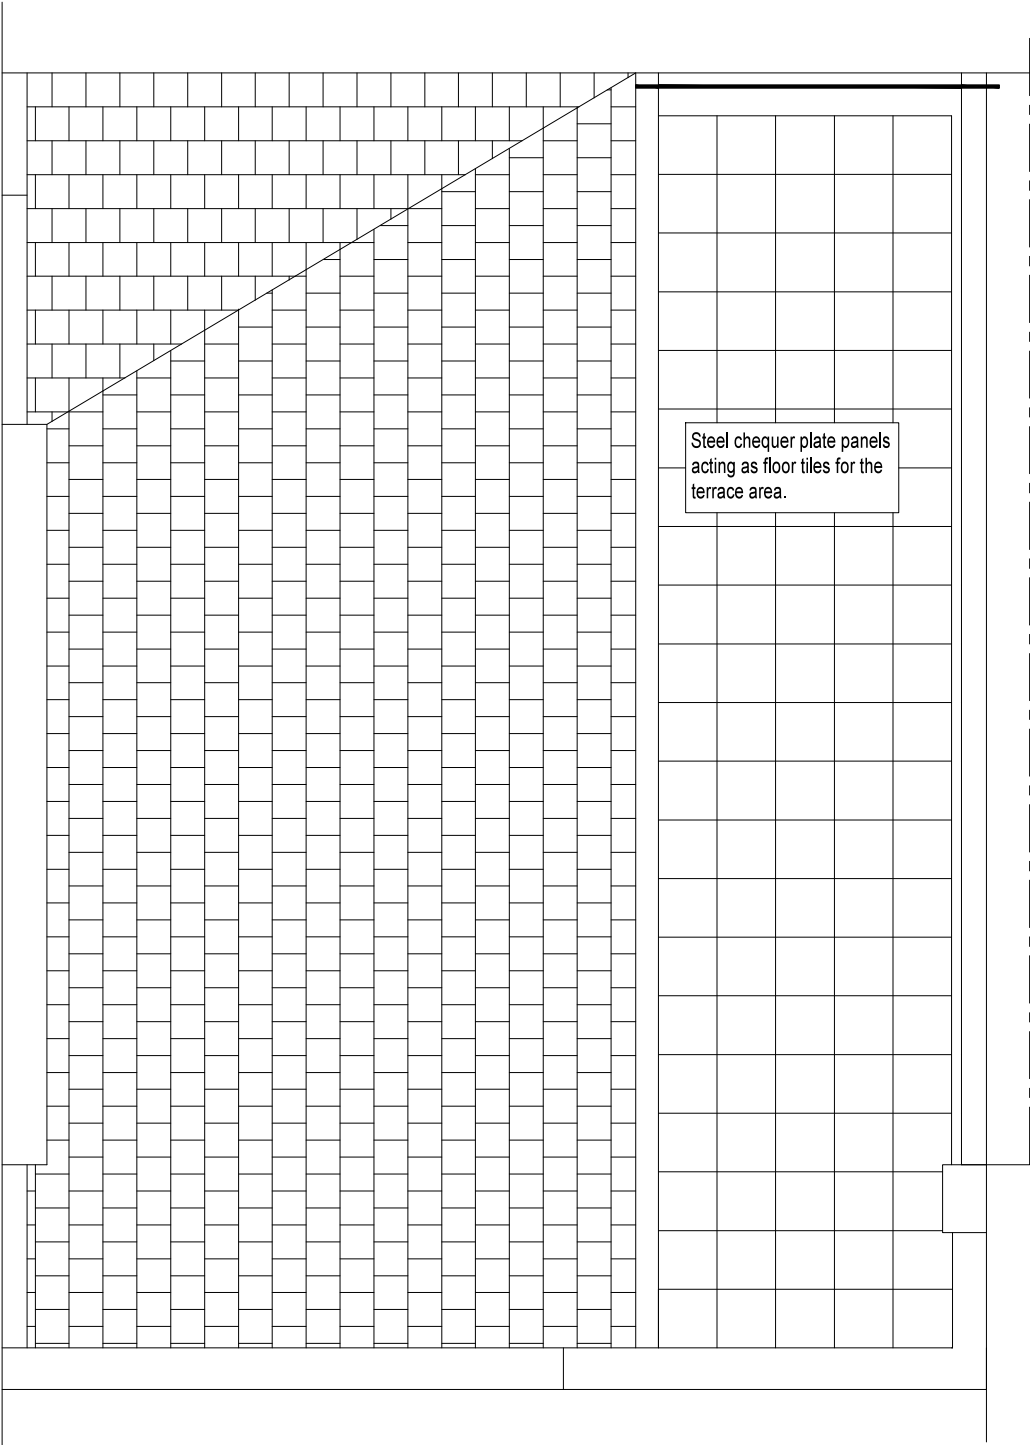 Steel chequer plate panels
acting as floor tiles for the
terrace area.